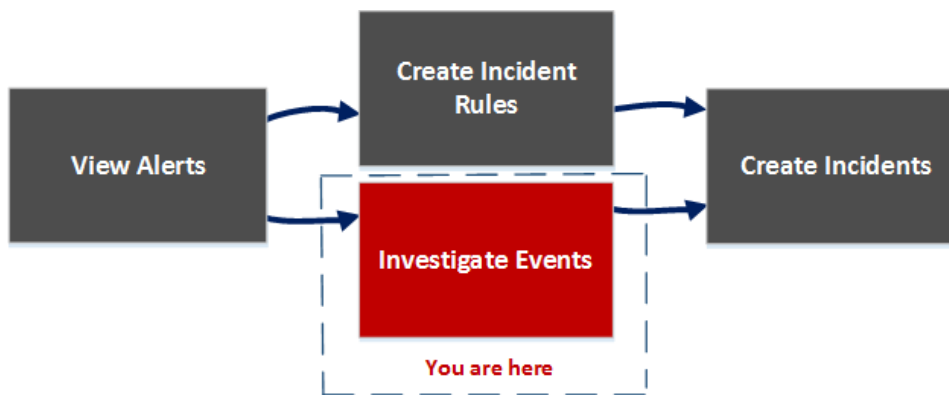 View Alerts
Create Incident
Rules
Investigate Events
You are here
Create Incidents